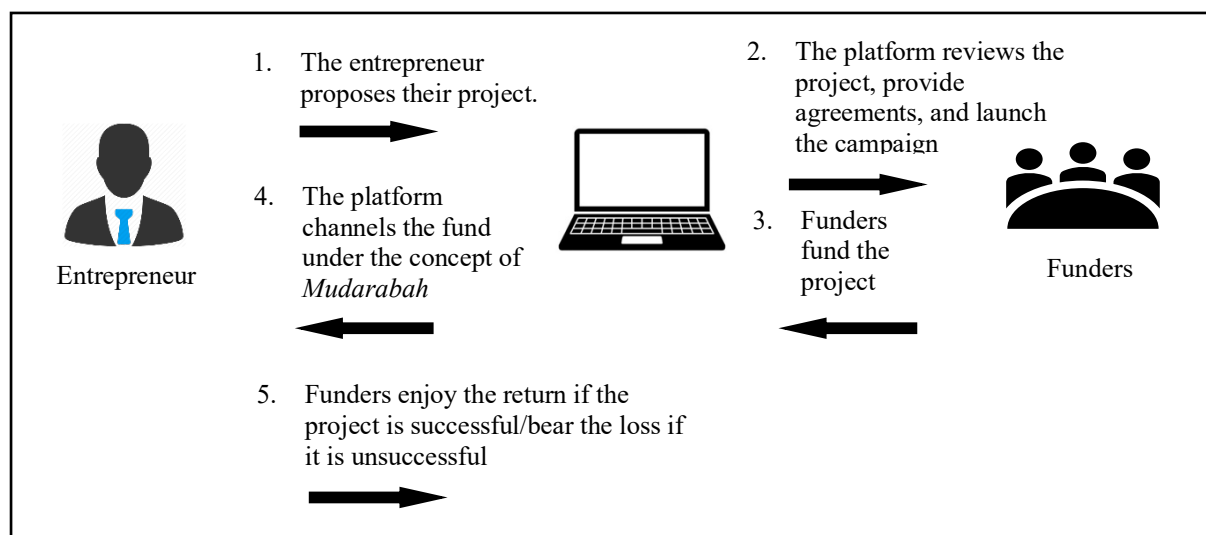 1. The entrepreneur
proposes their project.
2. The platform reviews the
project, provide
agreements, and launch
the campaign
Entrepreneur
4. The platform
channels the fund
under the concept of
Mudarabah
3. Funders
fund the
project
Funders
5. Funders enjoy the return if the
project is successful/bear the loss if
it is unsuccessful